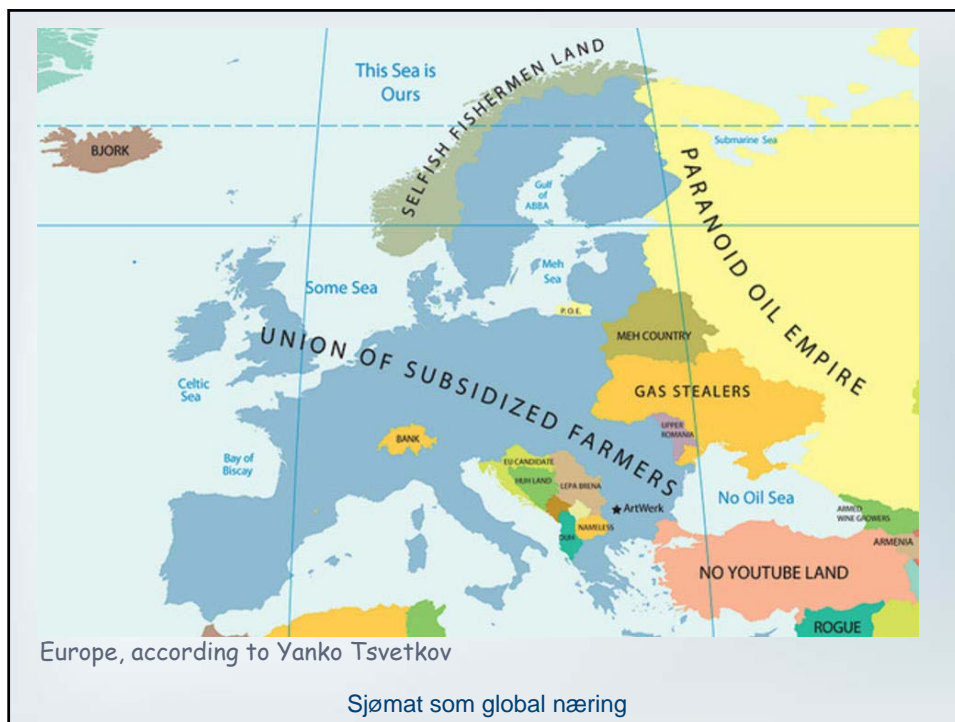 This Sea is
Ours
SELFISH FISHERMEN LAND
BJORK
Submarine Sea
PARANOID OIL EMPIRE
Gulf
of
ABBA
Some Sea
Meh
Sea
P.O.E.
UNION OF SUBSIDIZED FARMERS
MEH COUNTRY
Celtic
Sea
GAS STEALERS
BANK
UPPER
ROMANIA
Bay of
Biscay
EU CANDIDATE
HUH LAND
LEPA BRENA
No Oil Sea
ArtWerk
NAMELESS
ARMED
WINE GROWERS
DUH
ARMENIA
NO YOUTUBE LAND
ROGUE
Europe, according to Yanko Tsvetkov
Sjømat som global næring